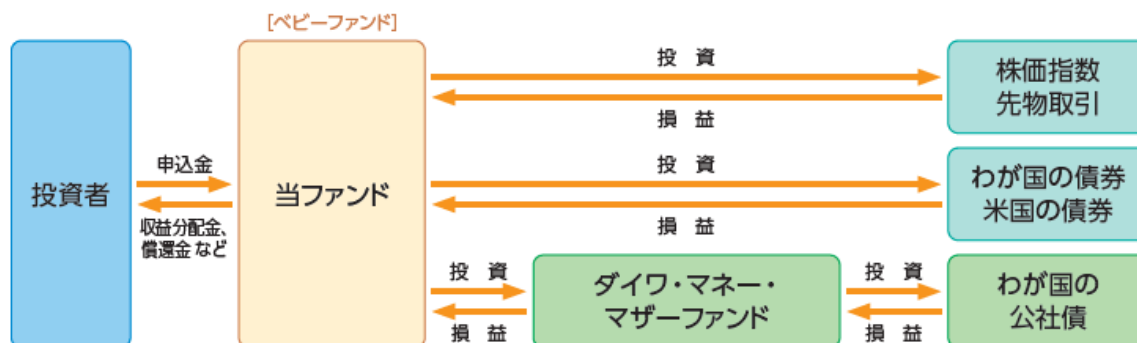 [ベビーファンド]
投資者
申込金
収益分配金、
償還金 など
当ファンド
投 資
損 益
株価指数
先物取引
投 資
損 益
わが国の債券
米国の債券
投 資
損 益
ダイワ・マネー・
マザーファンド
投 資
損 益
わが国の
公社債